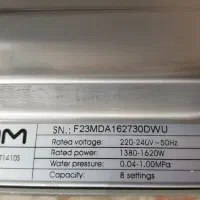 SN.: F23MDA162730DWU
Rated voltage: 220-240V~50Hz
Rated power: 1380-1620W
Water pressure: 0.04-1.00MPa
Capacity: 8 settings